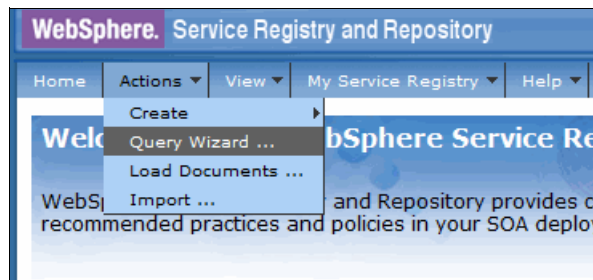 WebSphere. Service Registry and Repository
Home Actions View My Service Registry Help
Create
Welc bSphere Service Re
Query Wizard ...
Load Documents ...
WebSp and Repository provides c
Import ...
recommended practices and policies in your SOA deplo